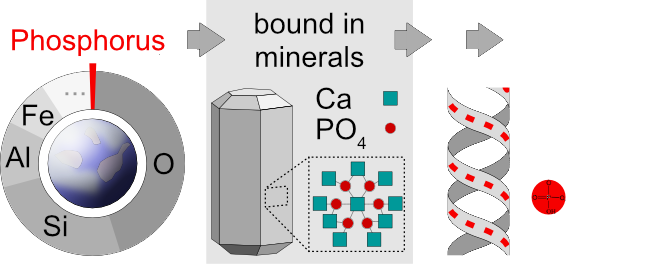 Phosphorus
bound in
minerals
Fe
...
Al
O
Si
Ca
PO4